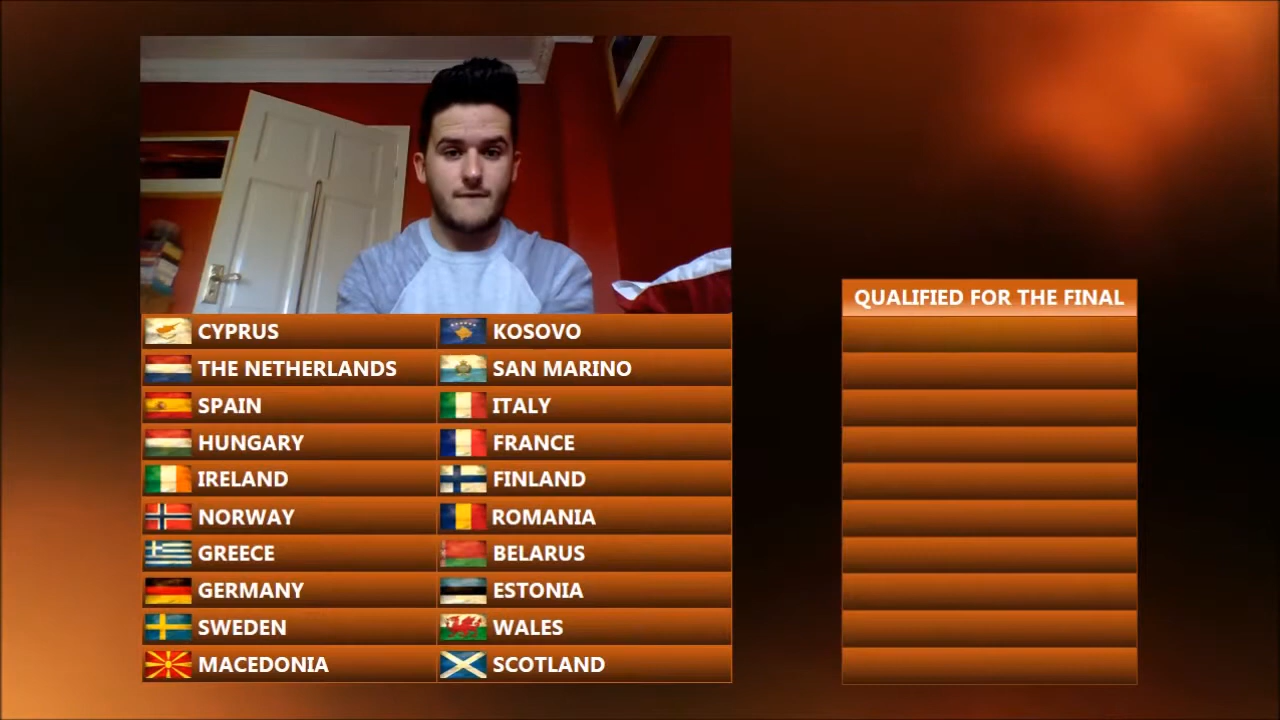 CYPRUS
KOSOVO
THE NETHERLANDS
SAN MARINO
SPAIN
ITALY
HUNGARY
FRANCE
IRELAND
FINLAND
NORWAY
ROMANIA
GREECE
BELARUS
GERMANY
ESTONIA
SWEDEN
WALES
MACEDONIA
SCOTLAND
QUALIFIED FOR THE FINAL